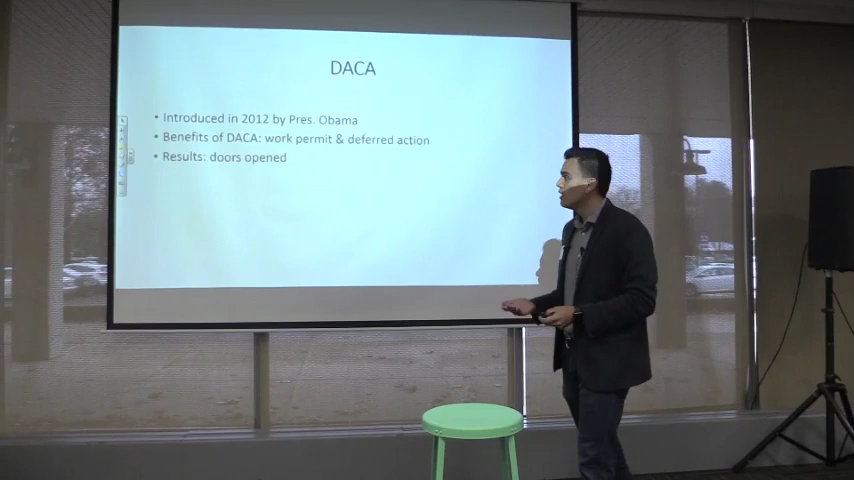 DACA
• Introduced in 2012 by Pres. Obama
• Benefits of DACA: work permit & deferred action
• Results: doors opened